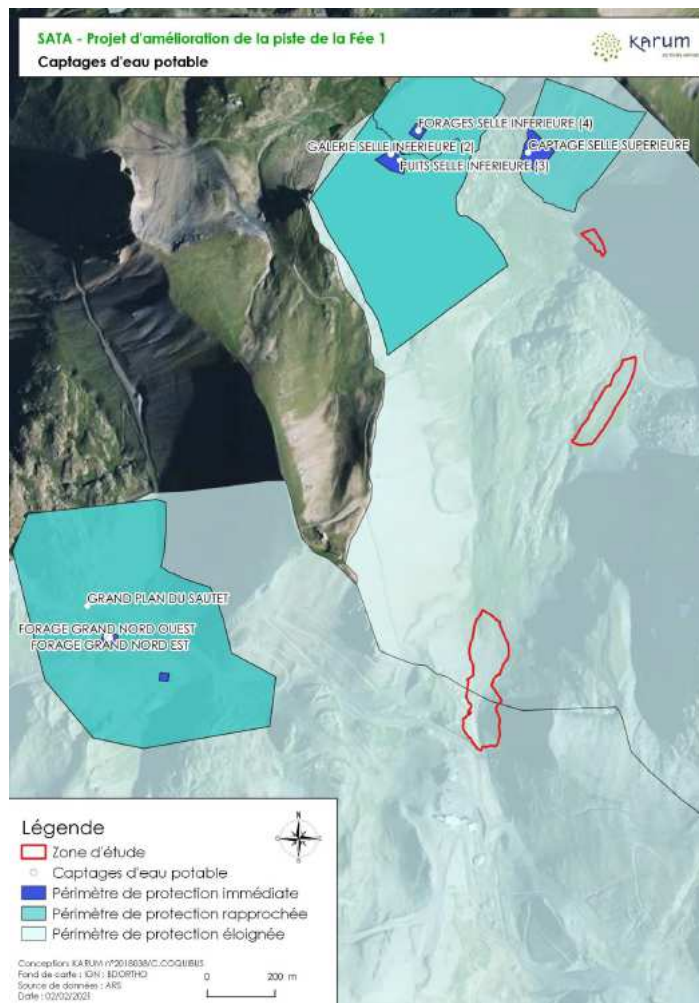 SATA - Projet d'amélioration de la piste de la Fée 1
Captages d'eau potable
KARUM
FORAGES SELLE INFERIEURE (4)
GALERIE SELLE INFERIEURE (2)
CAPTAGE SELLE SUPERIEURE
PUITS SELLE INFERIEURE (3)
GRAND PLAN DU SAUTET
FORAGE GRAND NORD OUEST
FORAGE GRAND NORD EST
Légende
N
Zone d'étude
Captages d'eau potable
Périmètre de protection immédiate
Périmètre de protection rapprochée
Périmètre de protection éloignée
Conception: KARUM n°2018038/C.COQUIBUS
Fond de carte : IGN : BDORTHO
Source de données : ARS
Date : 02/02/2021
0 200 m